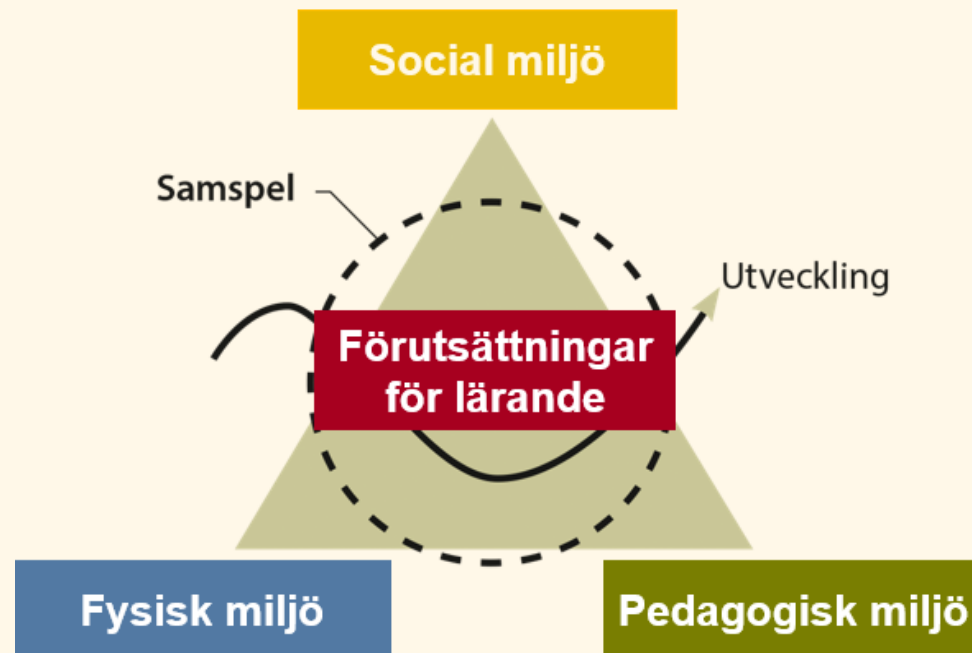 Social miljö
Samspel
Utveckling
Förutsättningar
för lärande
Fysisk miljö
Pedagogisk miljö